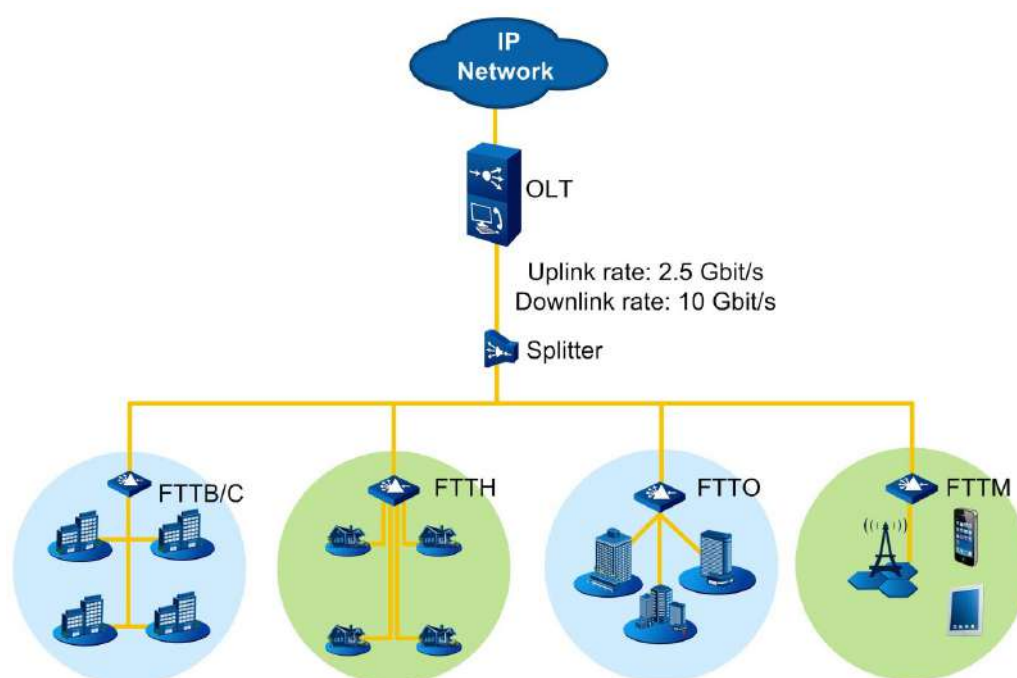 IP
Network
OLT
Uplink rate: 2.5 Gbit/s
Downlink rate: 10 Gbit/s
Splitter
FTTB/C
FTTH
FTTO
FTTM